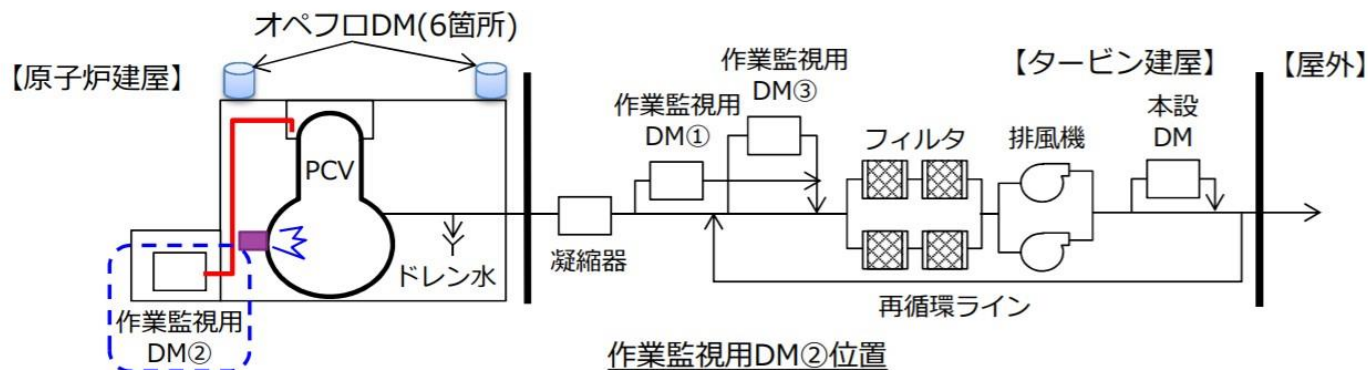 オペフロDM(6箇所)
【原子炉建屋】
PCV
ドレン水
作業監視用
DM②
凝縮器
作業監視用
DM①
作業監視用
DM③
フィルタ
排風機
【タービン建屋】
本設
DM
【屋外】
再循環ライン
作業監視用DM②位置